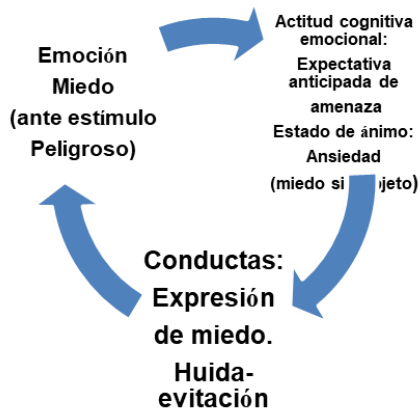 Emoción
Miedo
(ante estímulo
Peligroso)
Actitud cognitiva
emocional:
Expectativa
anticipada de
amenaza
Estado de ánimo:
Ansiedad
(miedo si
Conductas:
Expresión
de miedo.
Huida-
evitación